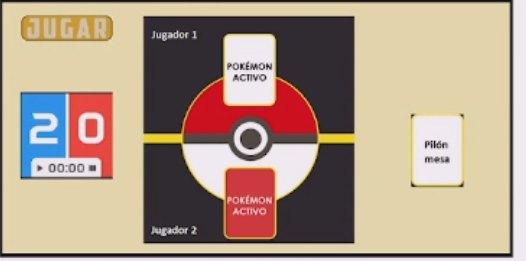 JUGAR
Jugador 1
POKÉMON
ACTIVO
2 0
00:00
Pilón
mesa
POKÉMON
ACTIVO
Jugador 2